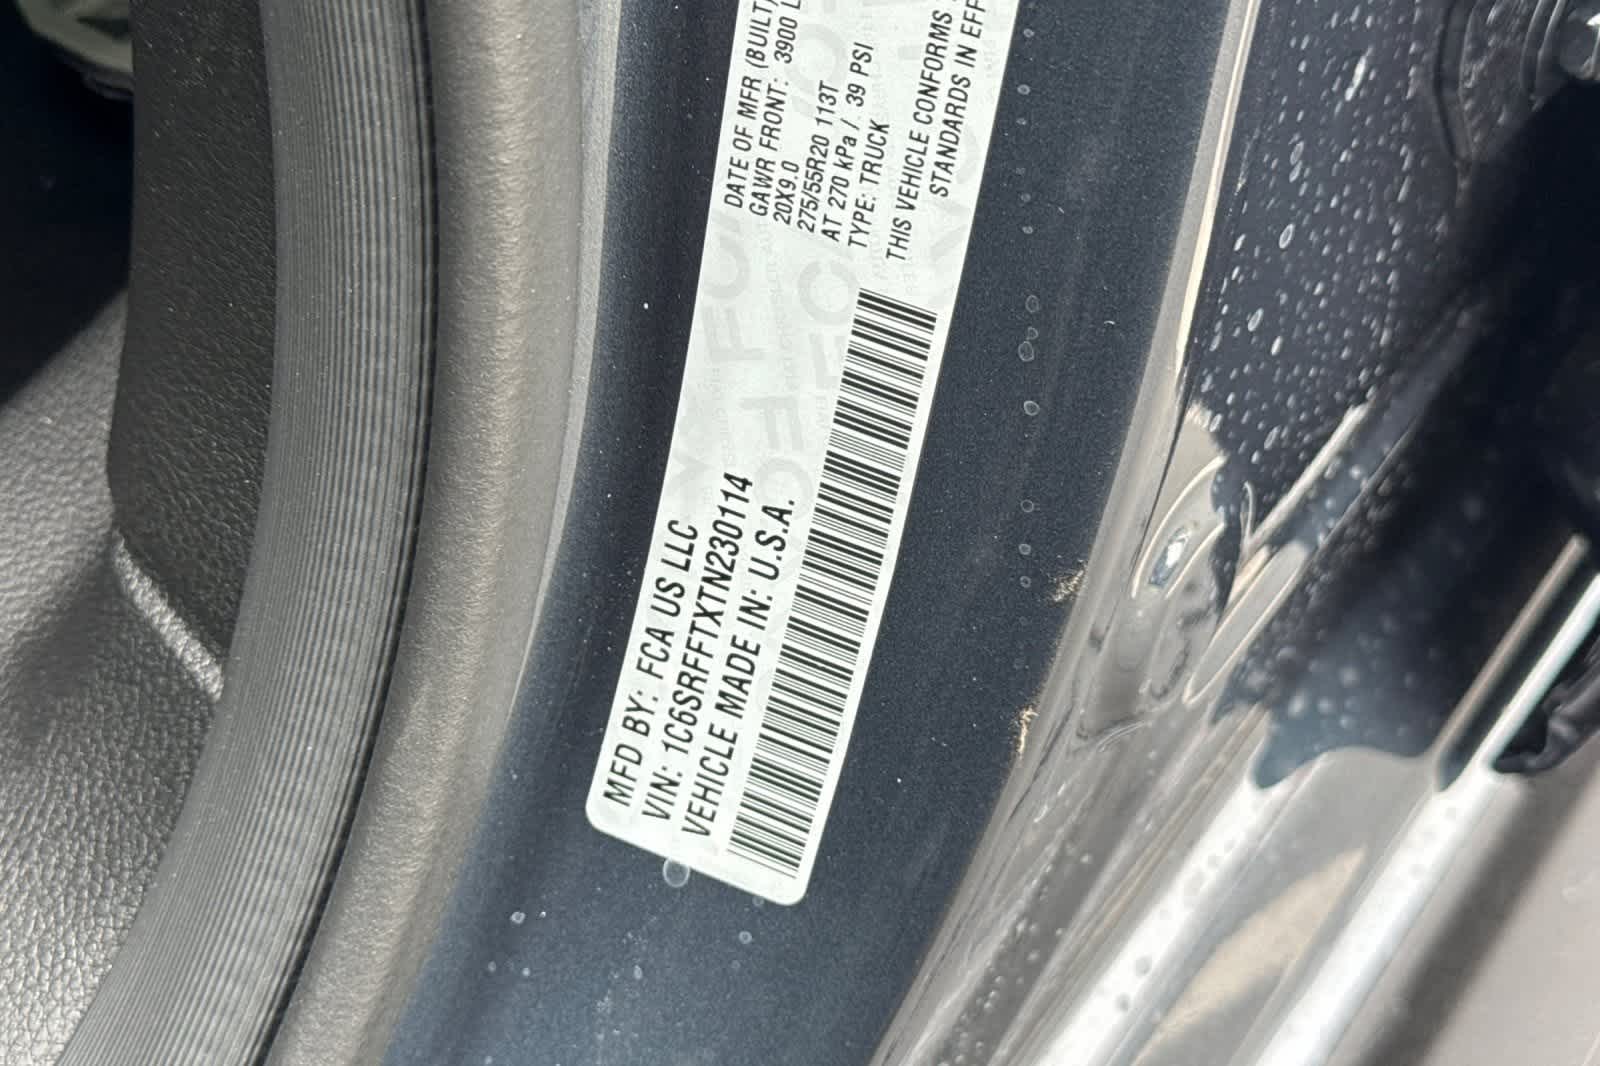 MFD BY: FCA US LLC
VIN: 1C6SRFFTXTN230114
VEHICLE MADE IN: U.S.A.
DATE OF MFR (BUILT
GAWR FRONT: 3900 L
20X9.0
275/55R20 113T
AT 270 kPa / 39 PSI
TYPE: TRUCK
THIS VEHICLE CONFORMS
STANDARDS IN EFF